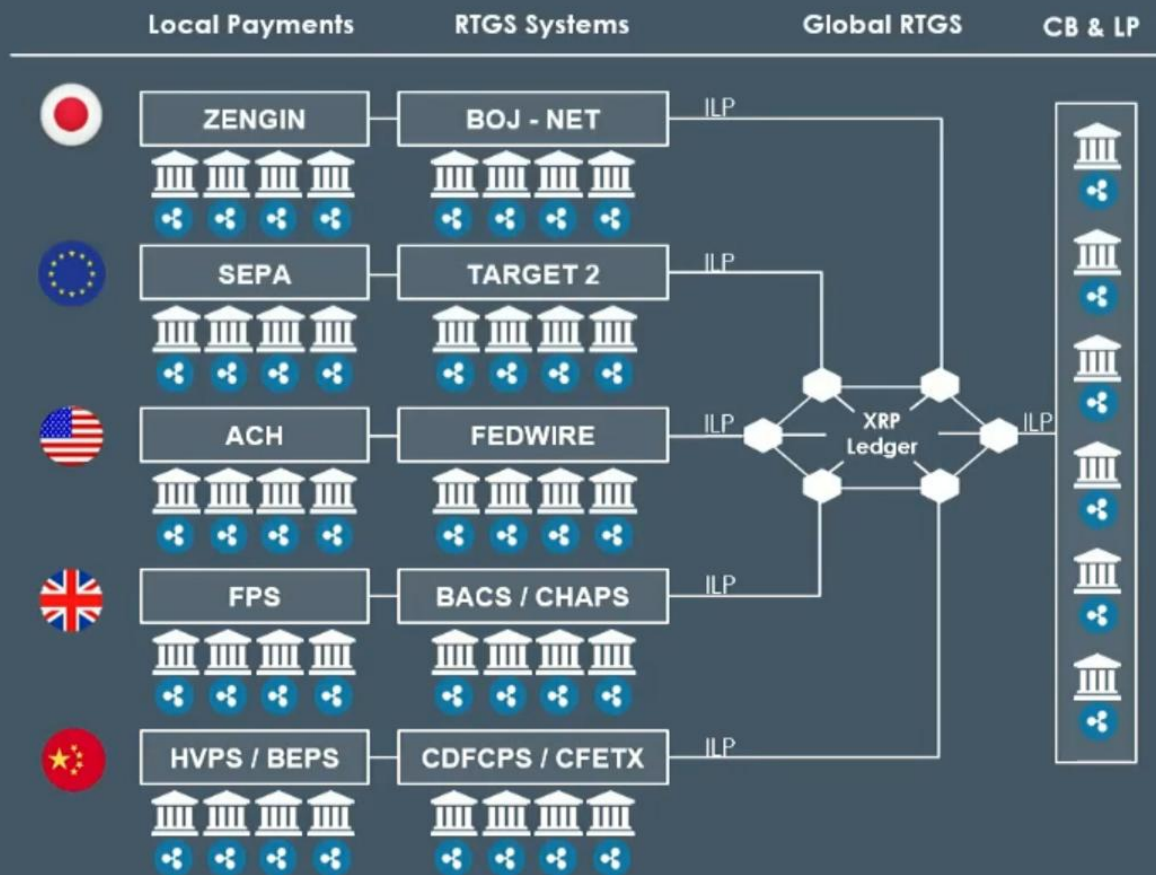 Local Payments RTGS Systems Global RTGS CB & LP
ZENGIN BOJ - NET ILP
SEPA TARGET 2 ILP
ACH FEDWIRE ILP
XRP
Ledger
ILP
FPS BACS / CHAPS ILP
HVPS / BEPS CDFCPS / CFETX ILP